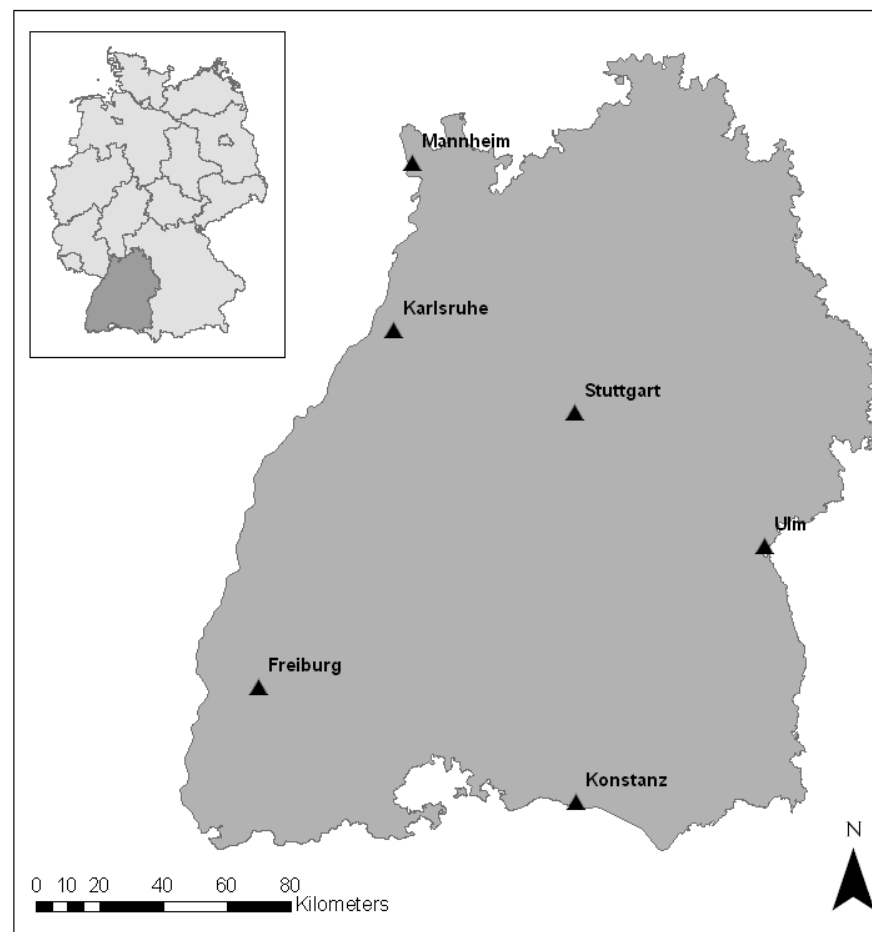 Mannheim
Karlsruhe
Stuttgart
Ulm
Freiburg
Konstanz
N
0 10 20 40 60 80
Kilometers